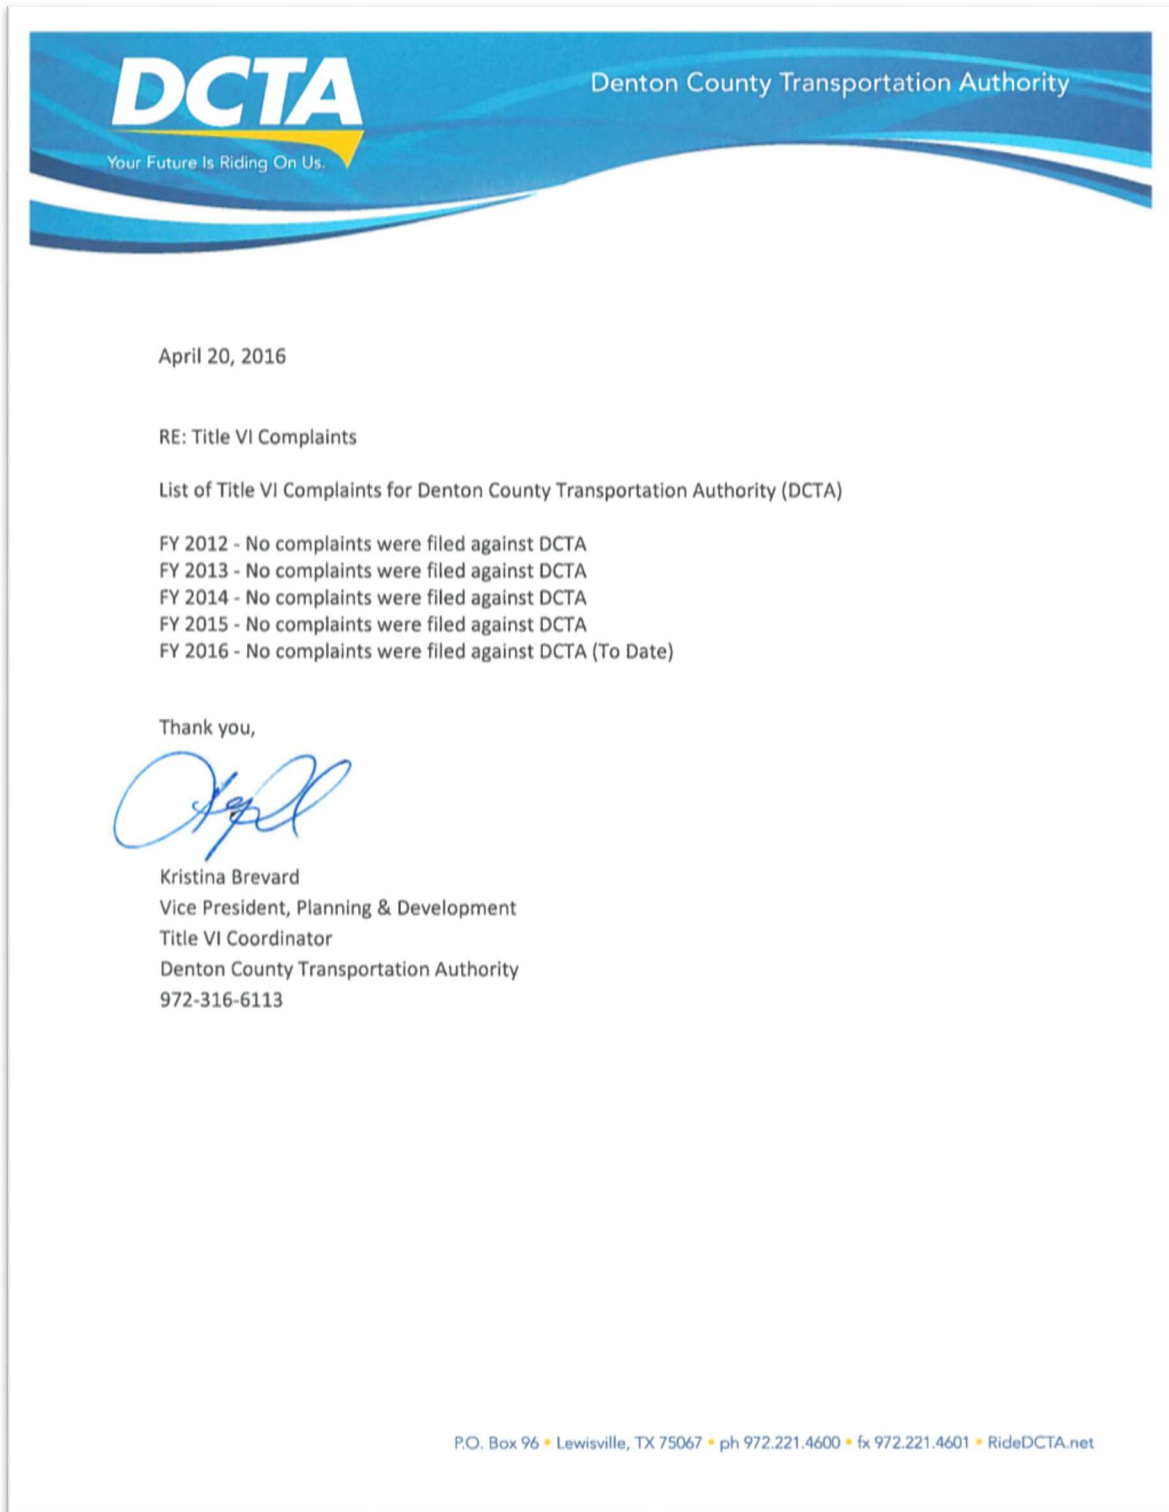 DCTA
Your Future Is Riding On Us.
Denton County Transportation Authority
April 20, 2016
RE: Title VI Complaints
List of Title VI Complaints for Denton County Transportation Authority (DCTA)
FY 2012 - No complaints were filed against DCTA
FY 2013 - No complaints were filed against DCTA
FY 2014 - No complaints were filed against DCTA
FY 2015 - No complaints were filed against DCTA
FY 2016 - No complaints were filed against DCTA (To Date)
Thank you,
Kristina Brevard
Vice President, Planning & Development
Title VI Coordinator
Denton County Transportation Authority
972-316-6113
P.O. Box 96 • Lewisville, TX 75067 • ph 972.221.4600 • fx 972.221.4601 • RideDCTA.net